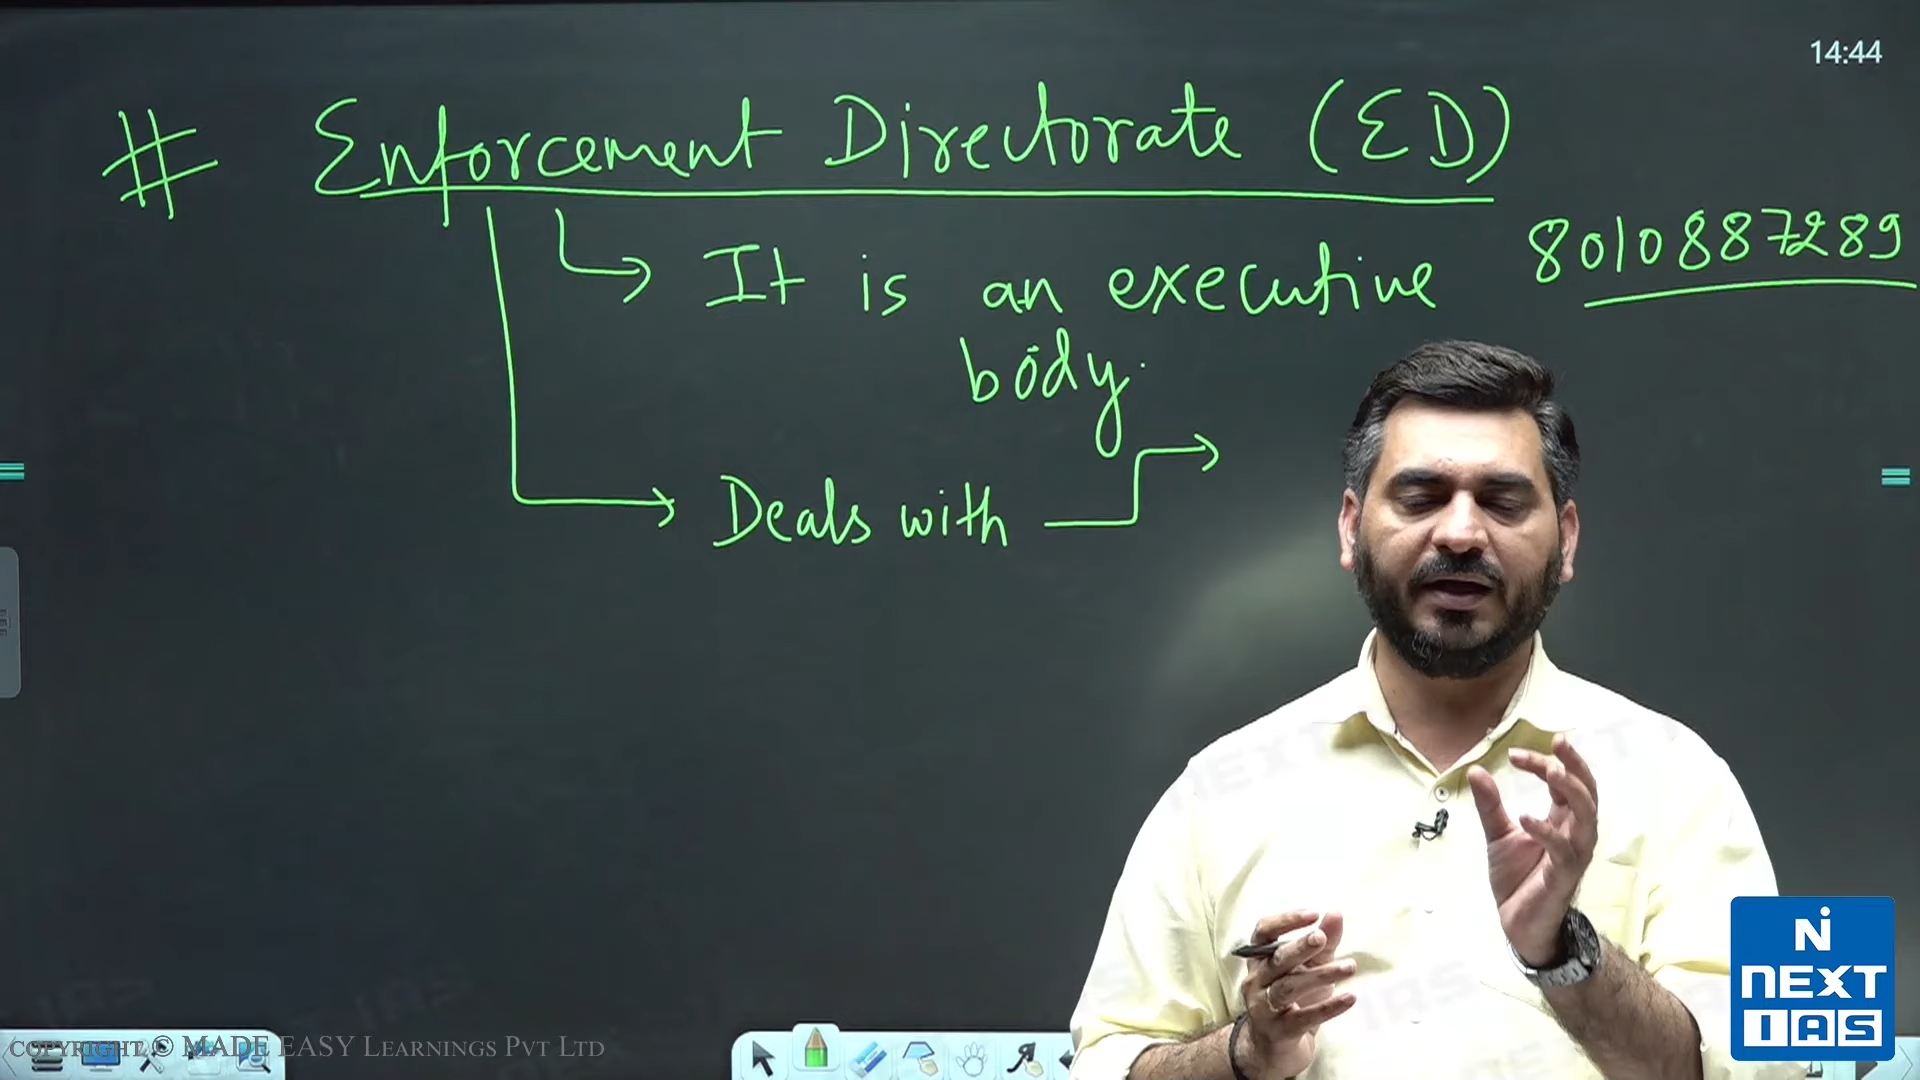 14:44
# Enforcement Directorate (ED)
It is an executive
8010887289
body.
Deals with
NEXT
IAS
COPYRIGHT © MADE EASY LEARNINGS PVT LTD